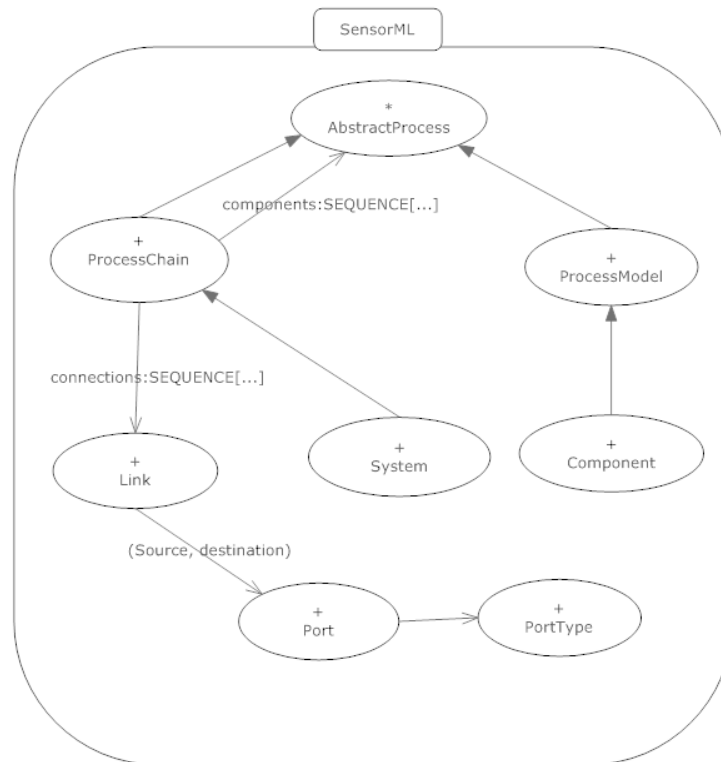 SensorML
*
AbstractProcess
components:SEQUENCE[...]
+
ProcessChain
+
ProcessModel
connections:SEQUENCE[...]
+
Link
+
System
+
Component
(Source, destination)
+
Port
+
PortType